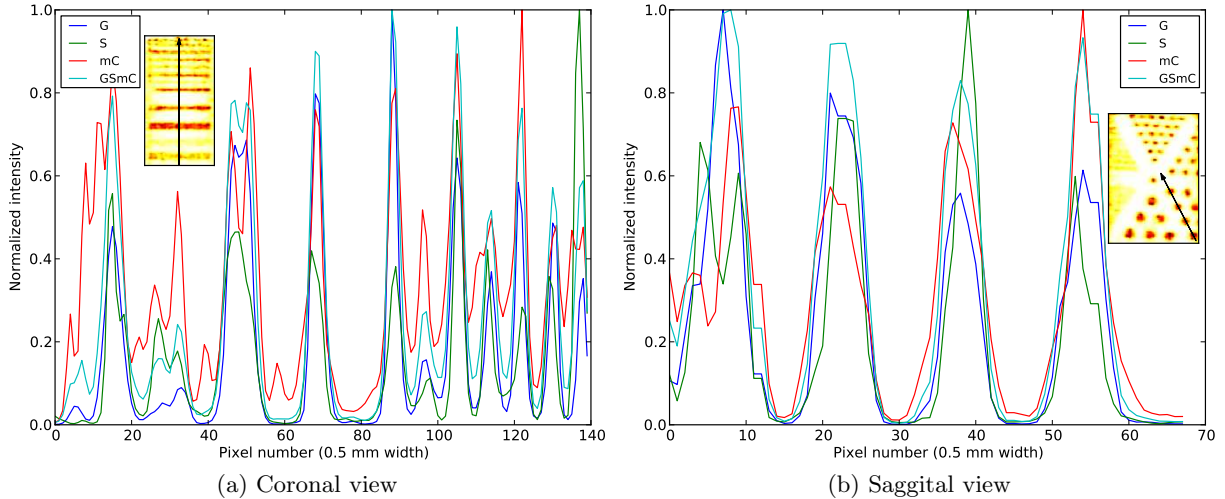 G
S
mC
GSmC
Normalized intensity
1.0
0.8
0.6
0.4
0.2
0.0
0 20 40 60 80 100 120 140
Pixel number (0.5 mm width)
(a) Coronal view
G
S
mC
GSmC
Normalized intensity
1.0
0.8
0.6
0.4
0.2
0.0
0 10 20 30 40 50 60 70
Pixel number (0.5 mm width)
(b) Saggital view